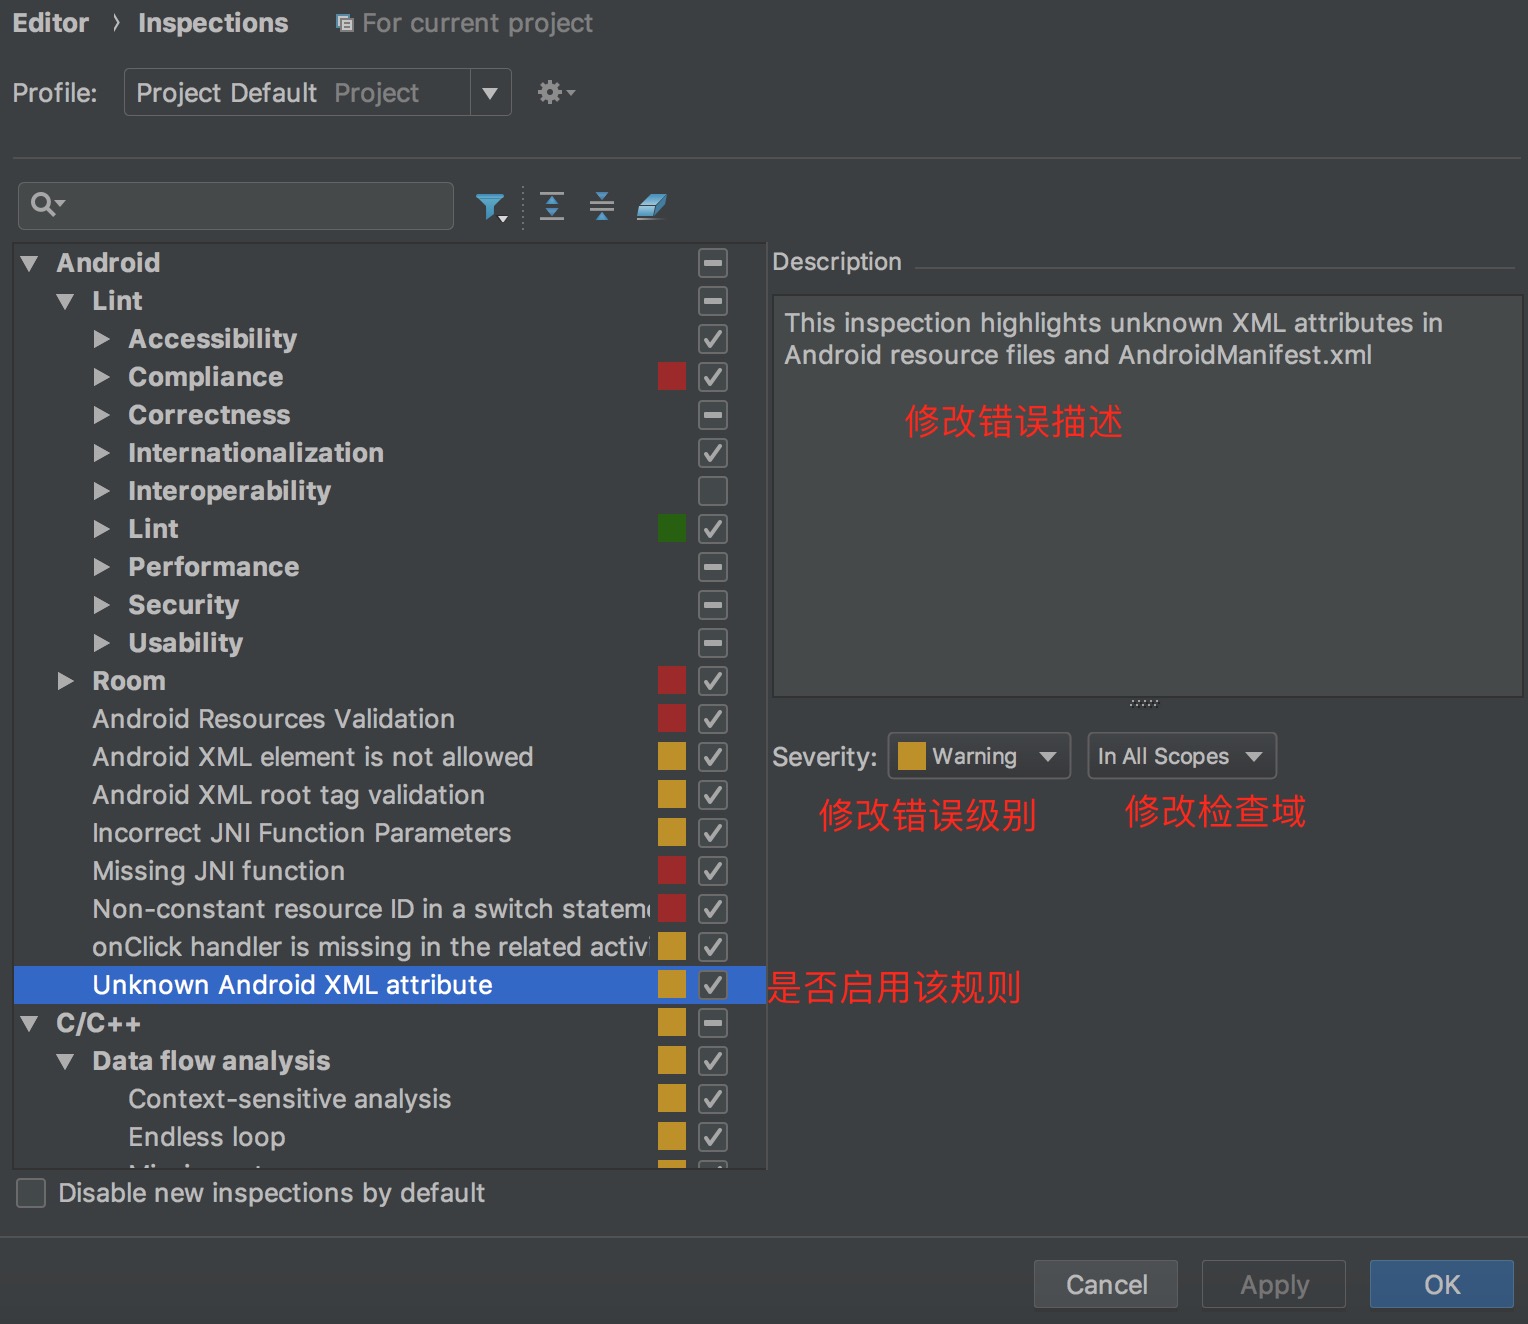 Editor › Inspections For current project
Profile: Project Default Project
Android
Description
Lint
This inspection highlights unknown XML attributes in
Android resource files and AndroidManifest.xml
修改错误描述
Accessibility
Compliance
Correctness
Internationalization
Interoperability
Lint
Performance
Security
Usability
Room
Android Resources Validation
Android XML element is not allowed
Severity: Warning In All Scopes
修改错误级别 修改检查域
Android XML root tag validation
Incorrect JNI Function Parameters
Missing JNI function
Non-constant resource ID in a switch statem
onClick handler is missing in the related activ
Unknown Android XML attribute
是否启用该规则
C/C++
Data flow analysis
Context-sensitive analysis
Endless loop
Disable new inspections by default
Cancel Apply OK